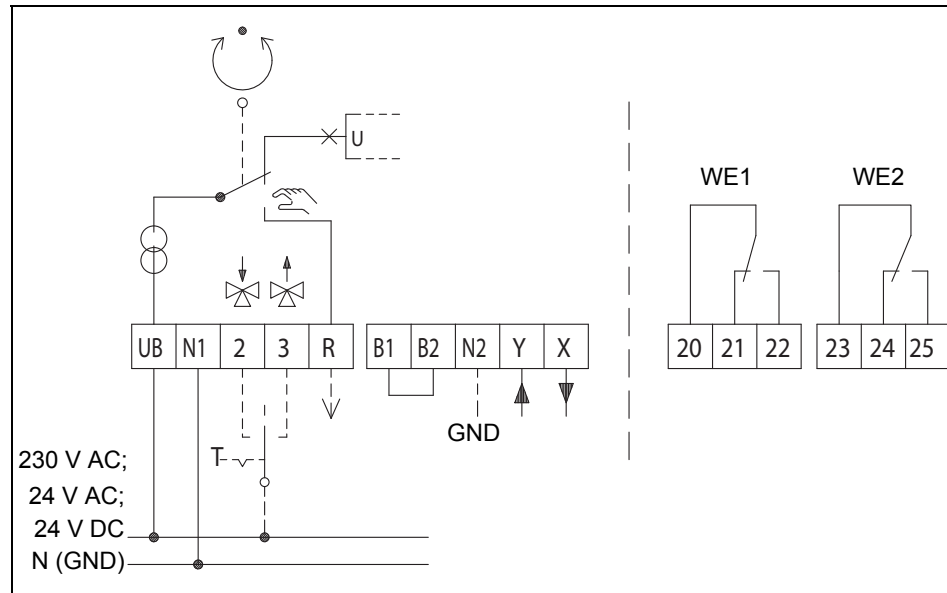 U
WE1 WE2
UB N1 2 3 R B1 B2 N2 Y X 20 21 22 23 24 25
GND
T
230 V AC;
24 V AC;
24 V DC
N (GND)